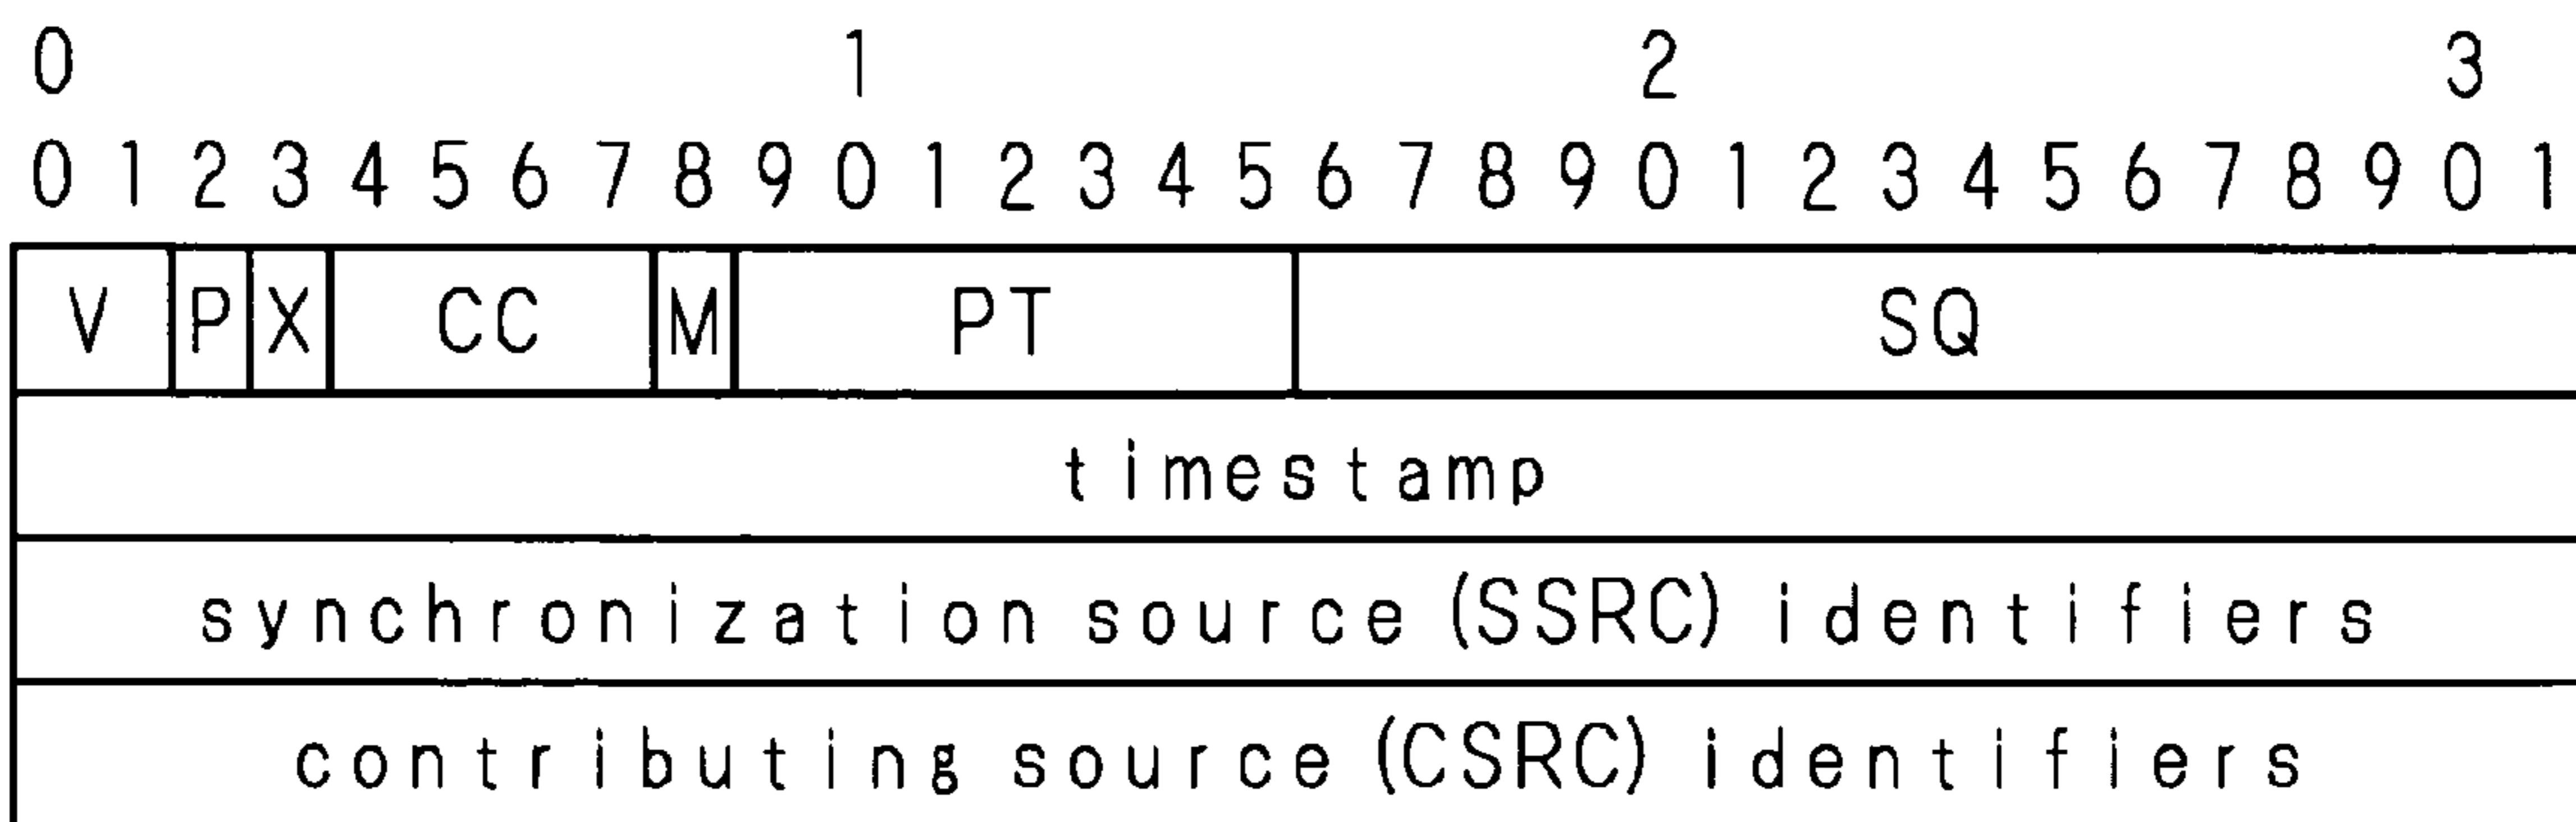 0 1 2 3
0 1 2 3 4 5 6 7 8 9 0 1 2 3 4 5 6 7 8 9 0 1 2 3 4 5 6 7 8 9 0 1
V P X CC M PT SQ
timestamp
synchronization source (SSRC) identifiers
contributing source (CSRC) identifiers